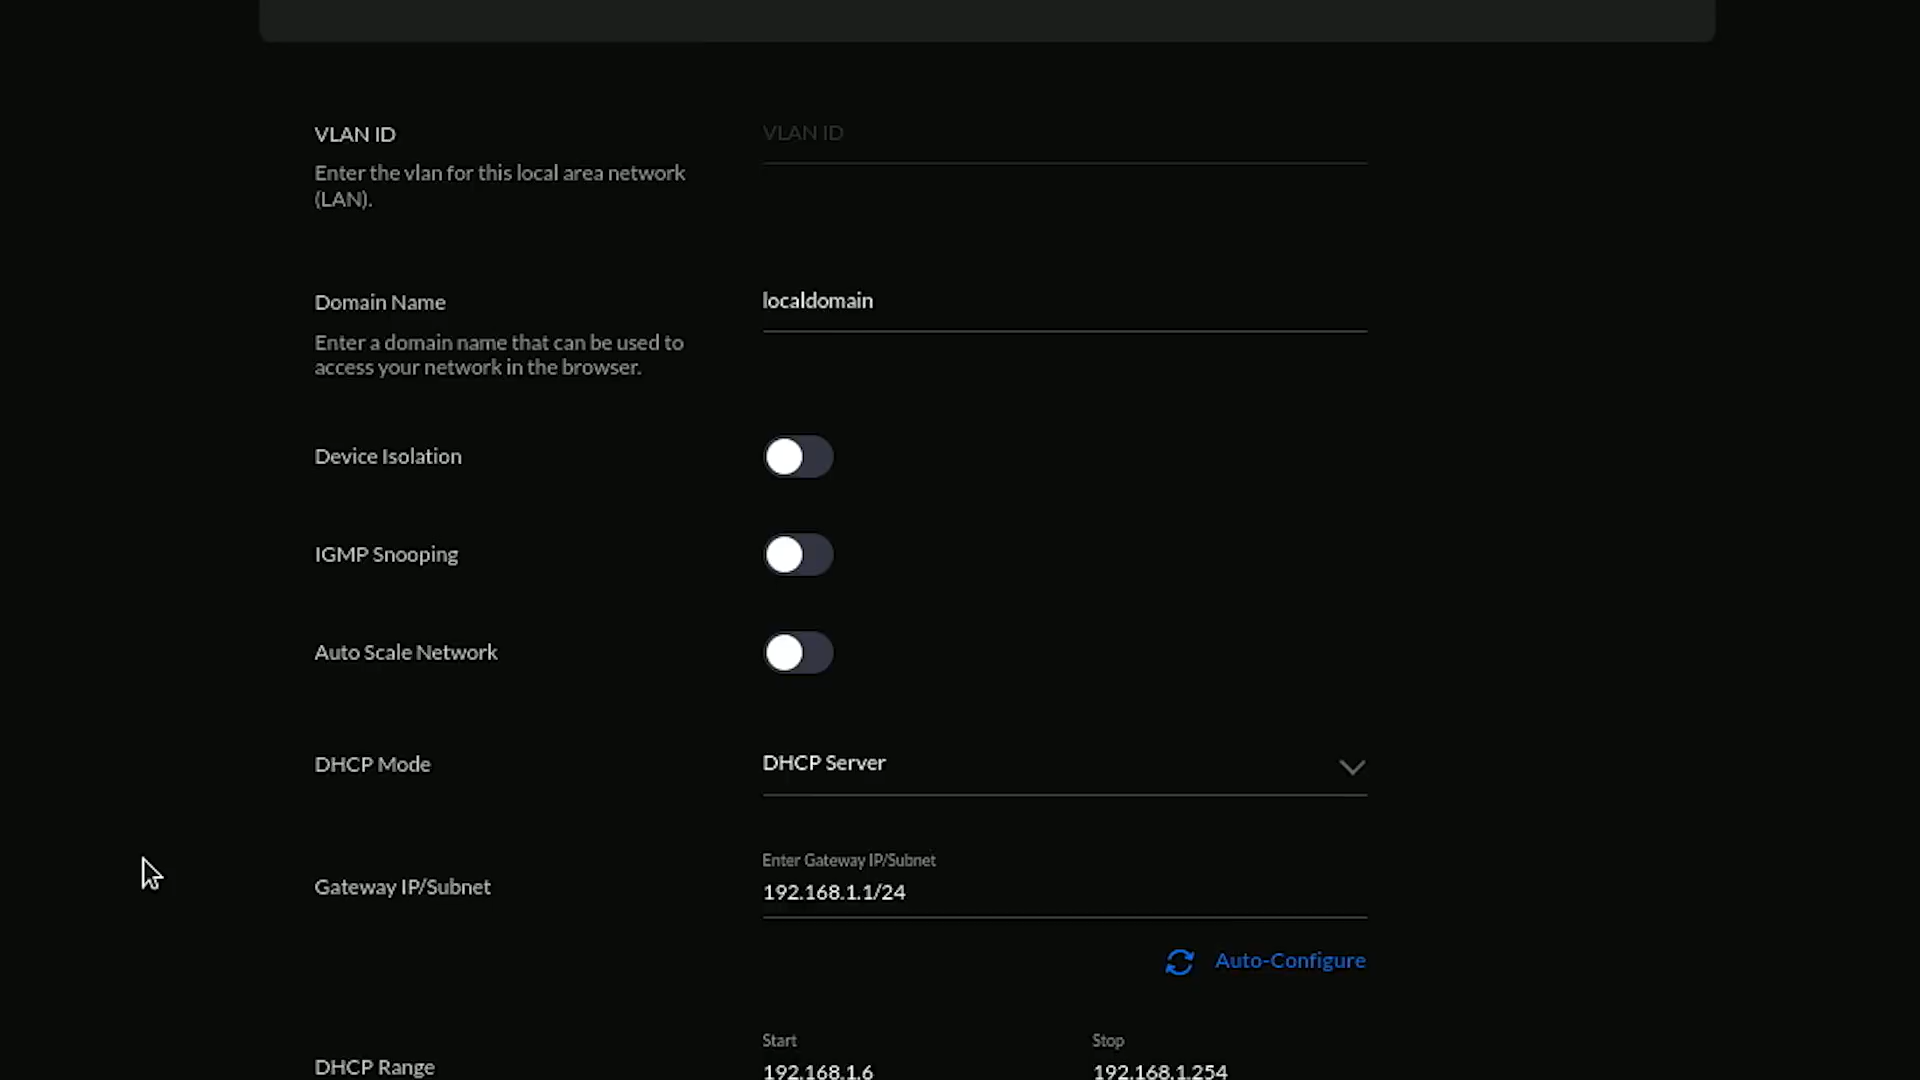 VLAN ID
VLAN ID
Enter the vlan for this local area network
(LAN).
Domain Name
localdomain
Enter a domain name that can be used to
access your network in the browser.
Device Isolation
IGMP Snooping
Auto Scale Network
DHCP Mode
DHCP Server
Enter Gateway IP/Subnet
Gateway IP/Subnet
192.168.1.1/24
Auto-Configure
Start
Stop
DHCP Range
192.168.1.6
192.168.1.254